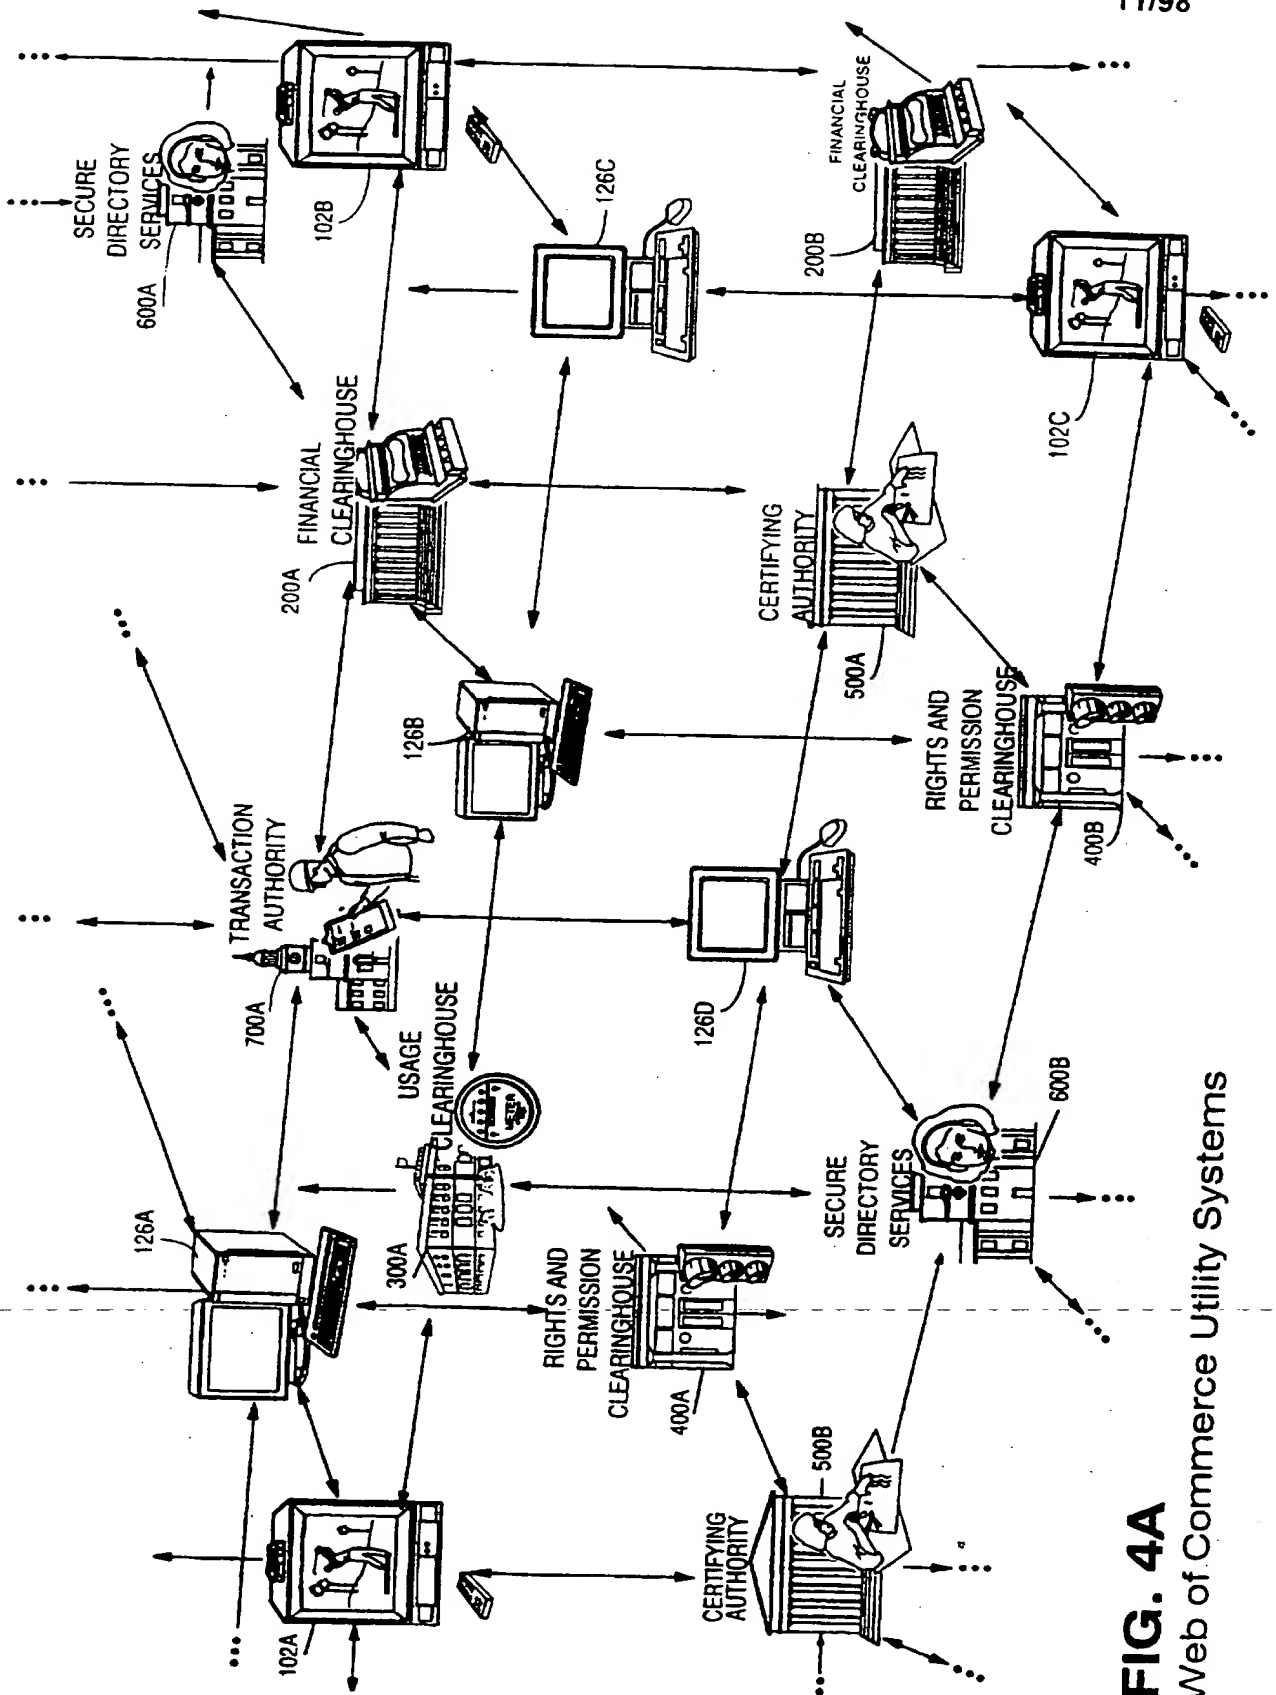 11/98
SECURE
DIRECTORY
SERVICES
600A
102B
126C
FINANCIAL
CLEARINGHOUSE
200B
102C
FINANCIAL
CLEARINGHOUSE
200A
CERTIFYING
AUTHORITY
500A
126B
RIGHTS AND
PERMISSION
CLEARINGHOUSE
400B
TRANSACTION
AUTHORITY
700A
126D
USAGE
CLEARINGHOUSE
METER
300A
SECURE
DIRECTORY
SERVICES
600B
126A
RIGHTS AND
PERMISSION
CLEARINGHOUSE
400A
102A
CERTIFYING
AUTHORITY
500B
FIG. 4A
Web of Commerce Utility Systems